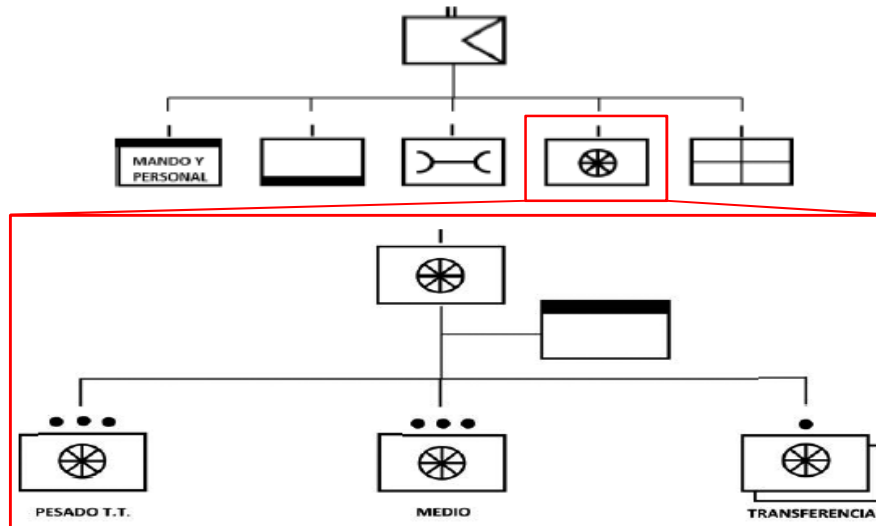 MANDO Y
PERSONAL
PESADO T.T.
MEDIO
TRANSFERENCIA